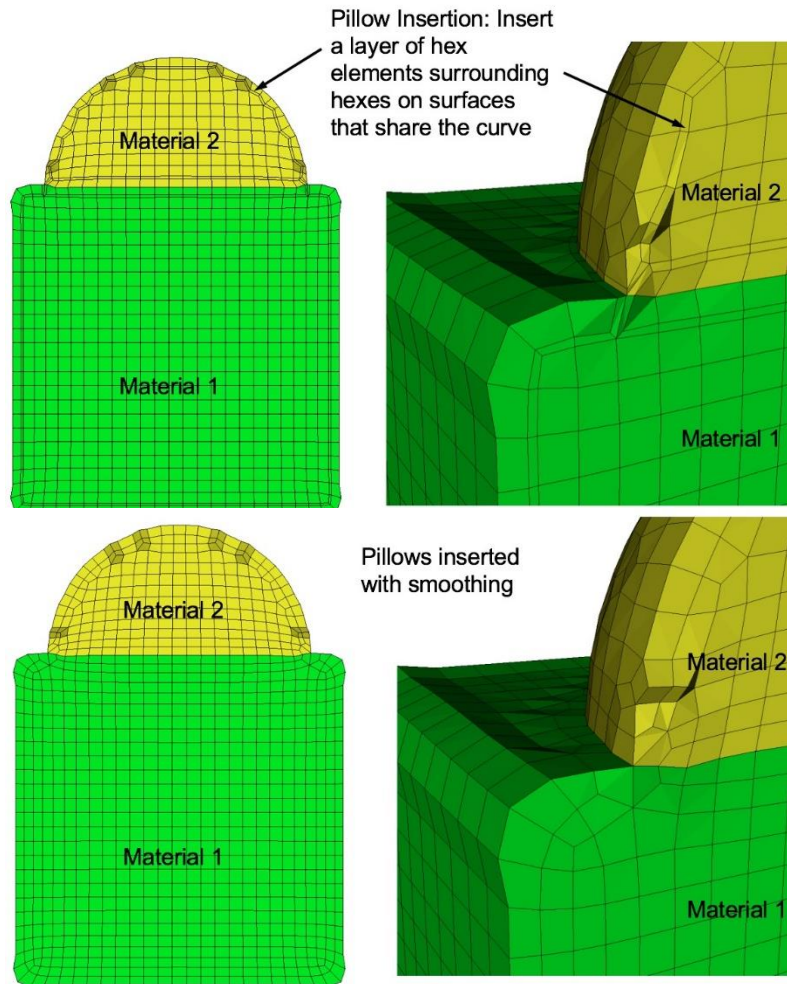 Pillow Insertion: Insert
a layer of hex
elements surrounding
hexes on surfaces
that share the curve
Material 2
Material 2
Material 1
Material 1
Pillows inserted
with smoothing
Material 2
Material 2
Material 1
Material 1